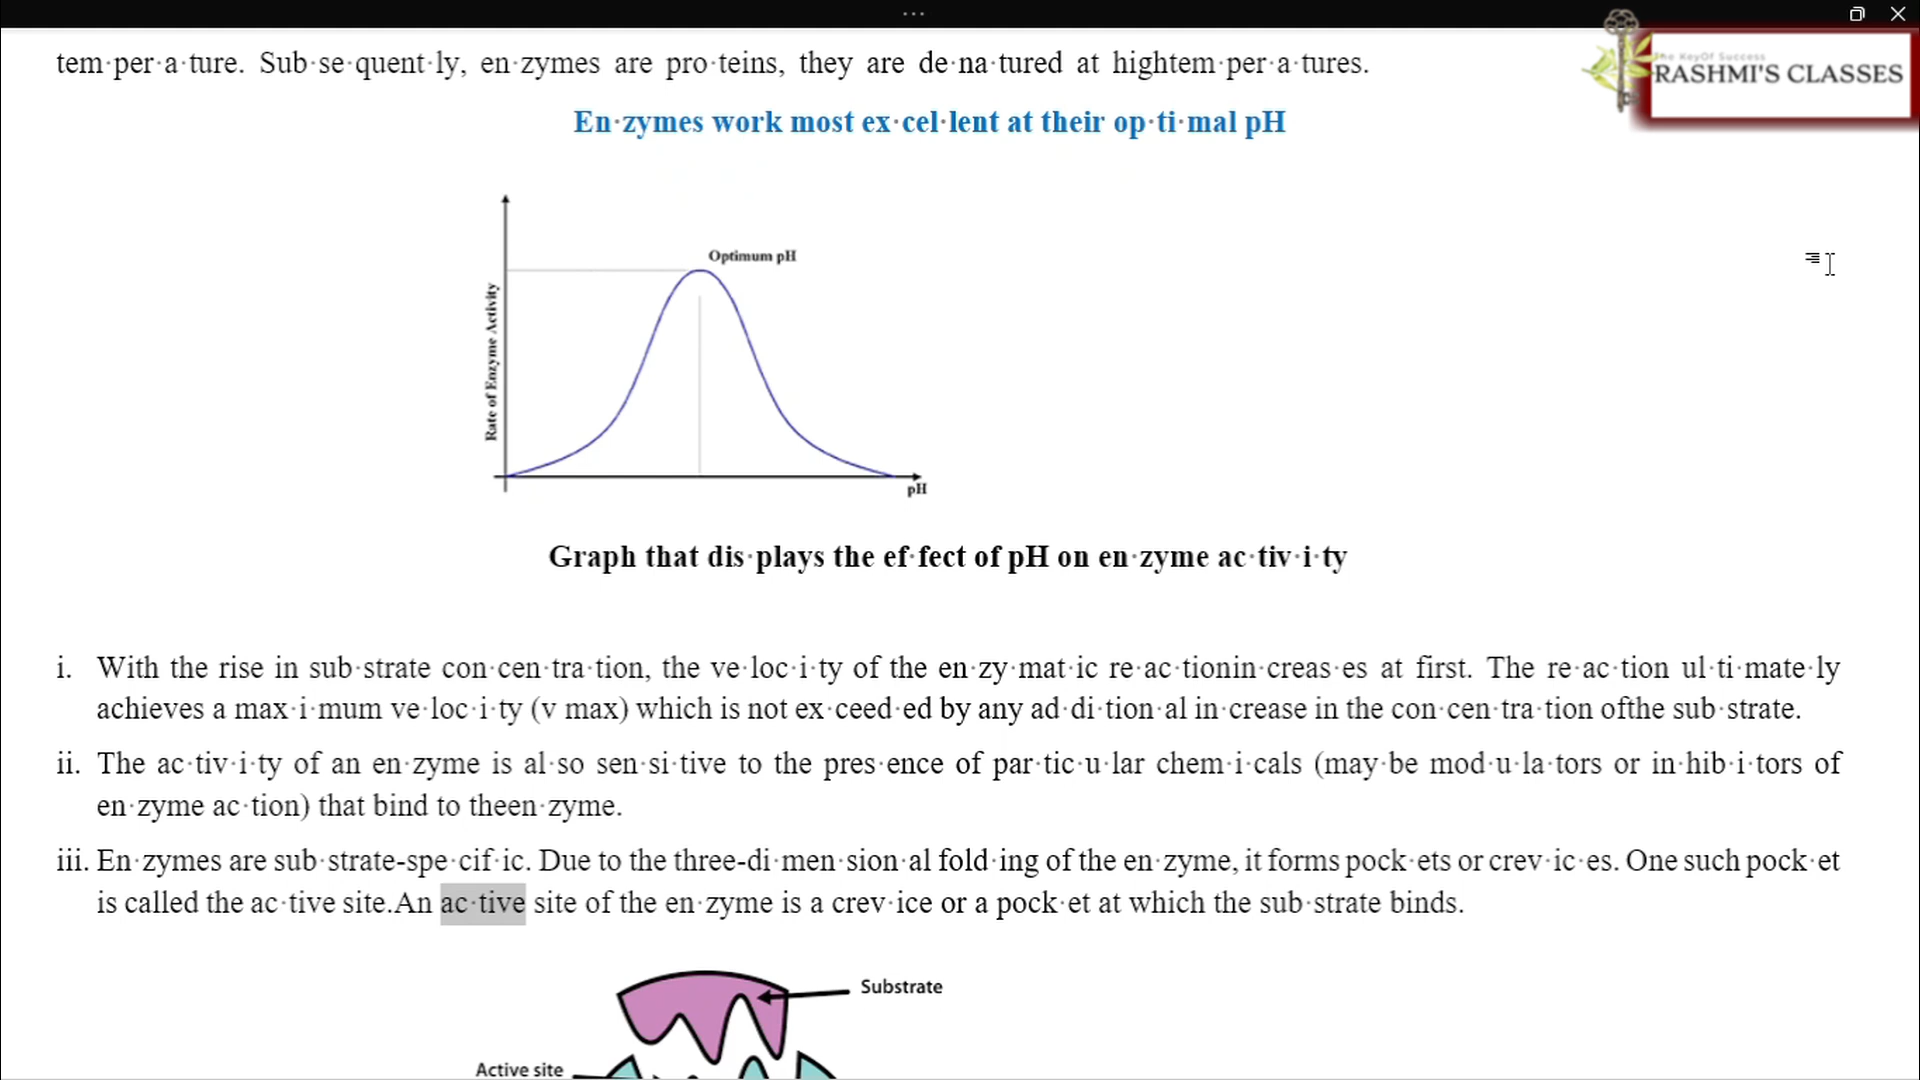 tem·per·a·ture. Sub·se·quent·ly, en·zymes are pro·teins, they are de·na·tured at hightem·per·a·tures.
The KeyOf Success
RASHMI'S CLASSES
En·zymes work most ex·cel·lent at their op·ti·mal pH
Optimum pH
Rate of Enzyme Activity
pH
Graph that dis·plays the ef·fect of pH on en·zyme ac·tiv·i·ty
i. With the rise in sub·strate con·cen·tra·tion, the ve·loc·i·ty of the en·zy·mat·ic re·ac·tionin·creas·es at first. The re·ac·tion ul·ti·mate·ly
achieves a max·i·mum ve·loc·i·ty (v max) which is not ex·ceed·ed by any ad·di·tion·al in·crease in the con·cen·tra·tion ofthe sub·strate.
ii. The ac·tiv·i·ty of an en·zyme is al·so sen·si·tive to the pres·ence of par·tic·u·lar chem·i·cals (may·be mod·u·la·tors or in·hib·i·tors of
en·zyme ac·tion) that bind to theen·zyme.
iii. En·zymes are sub·strate-spe·cif·ic. Due to the three-di·men·sion·al fold·ing of the en·zyme, it forms pock·ets or crev·ic·es. One such pock·et
is called the ac·tive site.An ac·tive site of the en·zyme is a crev·ice or a pock·et at which the sub·strate binds.
Substrate
Active site